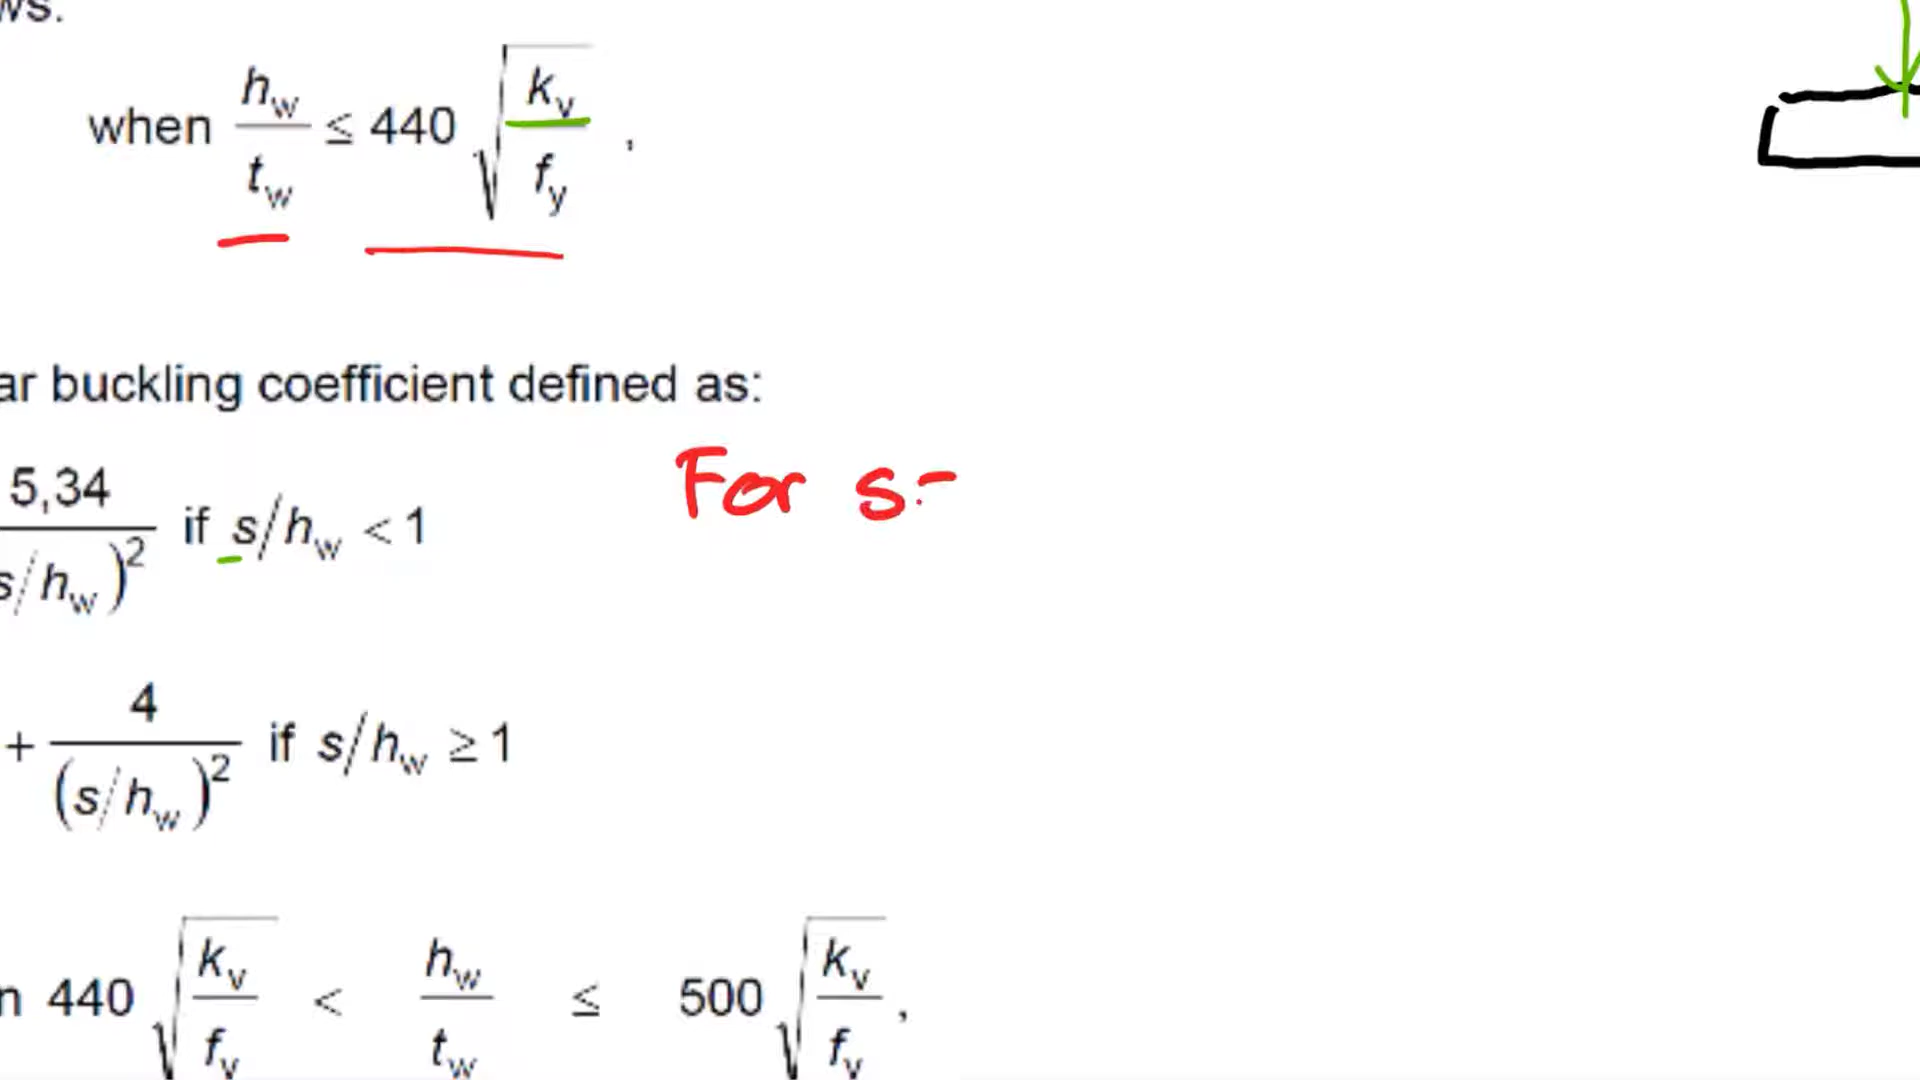 ws:
when h_w / t_w ≤ 440 √(k_v / f_y) ,
ar buckling coefficient defined as:
5,34 / (s/h_w)² if s/h_w < 1
For s=
+ 4 / (s/h_w)² if s/h_w ≥ 1
n 440 √(k_v / f_y) < h_w / t_w ≤ 500 √(k_v / f_y) ,